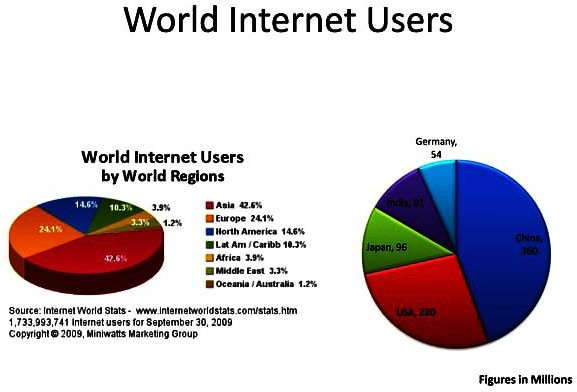 World Internet Users
World Internet Users
by World Regions
14.6%
10.3%
3.9%
3.3%
1.2%
24.1%
42.6%
Asia 42.6%
Europe 24.1%
North America 14.6%
Lat Am / Caribb 10.3%
Africa 3.9%
Middle East 3.3%
Oceania / Australia 1.2%
Source: Internet World Stats - www.internetworldstats.com/stats.htm
1,733,993,741 Internet users for September 30, 2009
Copyright © 2009, Miniwatts Marketing Group
Germany,
54
India, 81
Japan, 96
China,
360
USA, 220
Figures in Millions